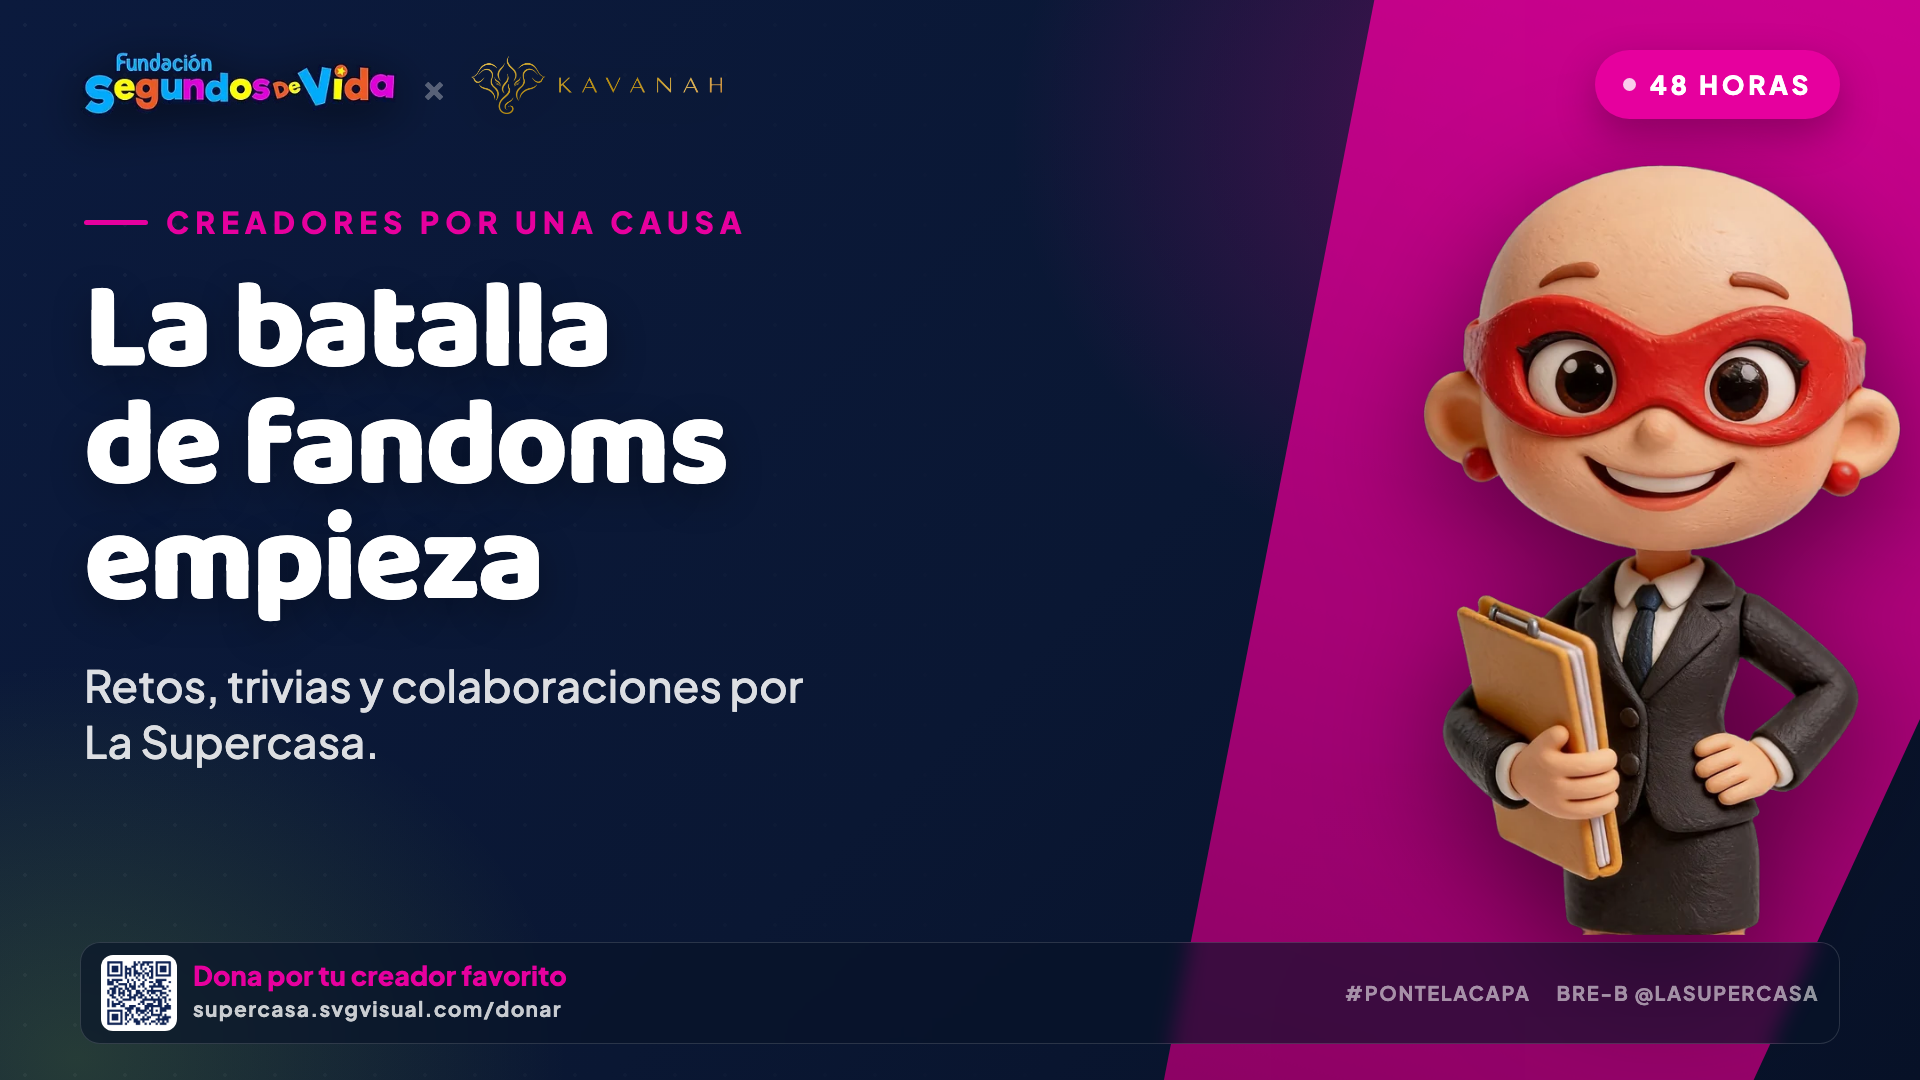 Fundación
Segundos de Vida
×
KAVANAH
48 HORAS
CREADORES POR UNA CAUSA
La batalla
de fandoms
empieza
Retos, trivias y colaboraciones por
La Supercasa.
Dona por tu creador favorito
supercasa.svgvisual.com/donar
#PONTELACAPA
BRE-B @LASUPERCASA